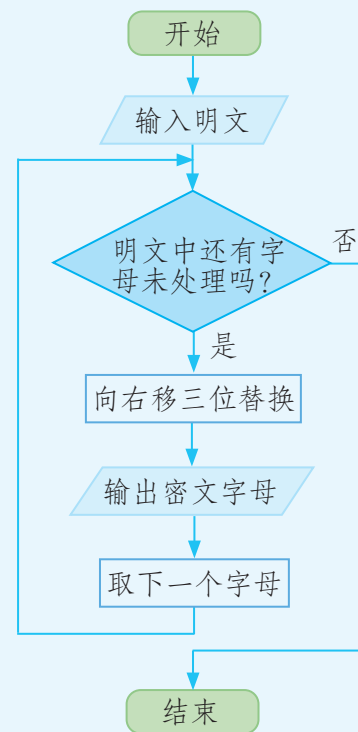 开始
输入明文
明文中还有字
母未处理吗?
否
是
向右移三位替换
输出密文字母
取下一个字母
结束